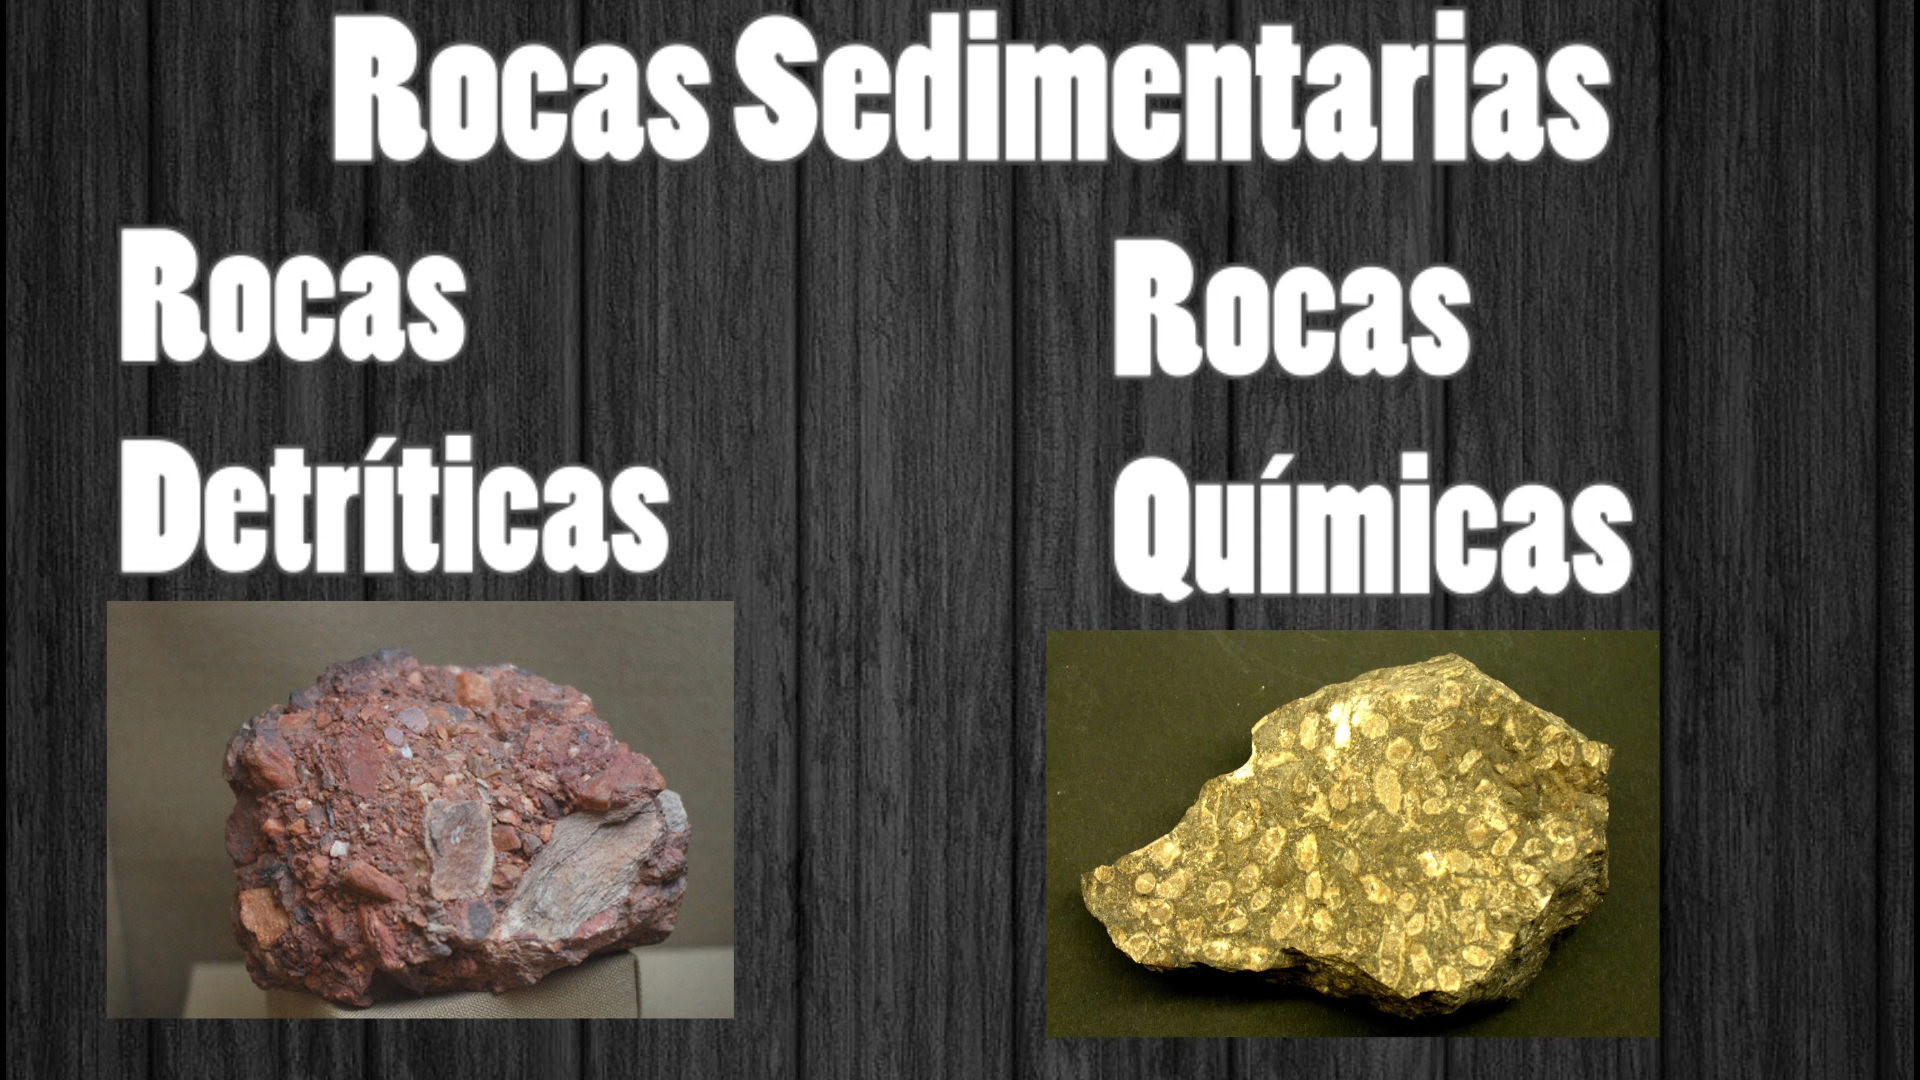 Rocas Sedimentarias
Rocas
Detríticas
Rocas
Químicas